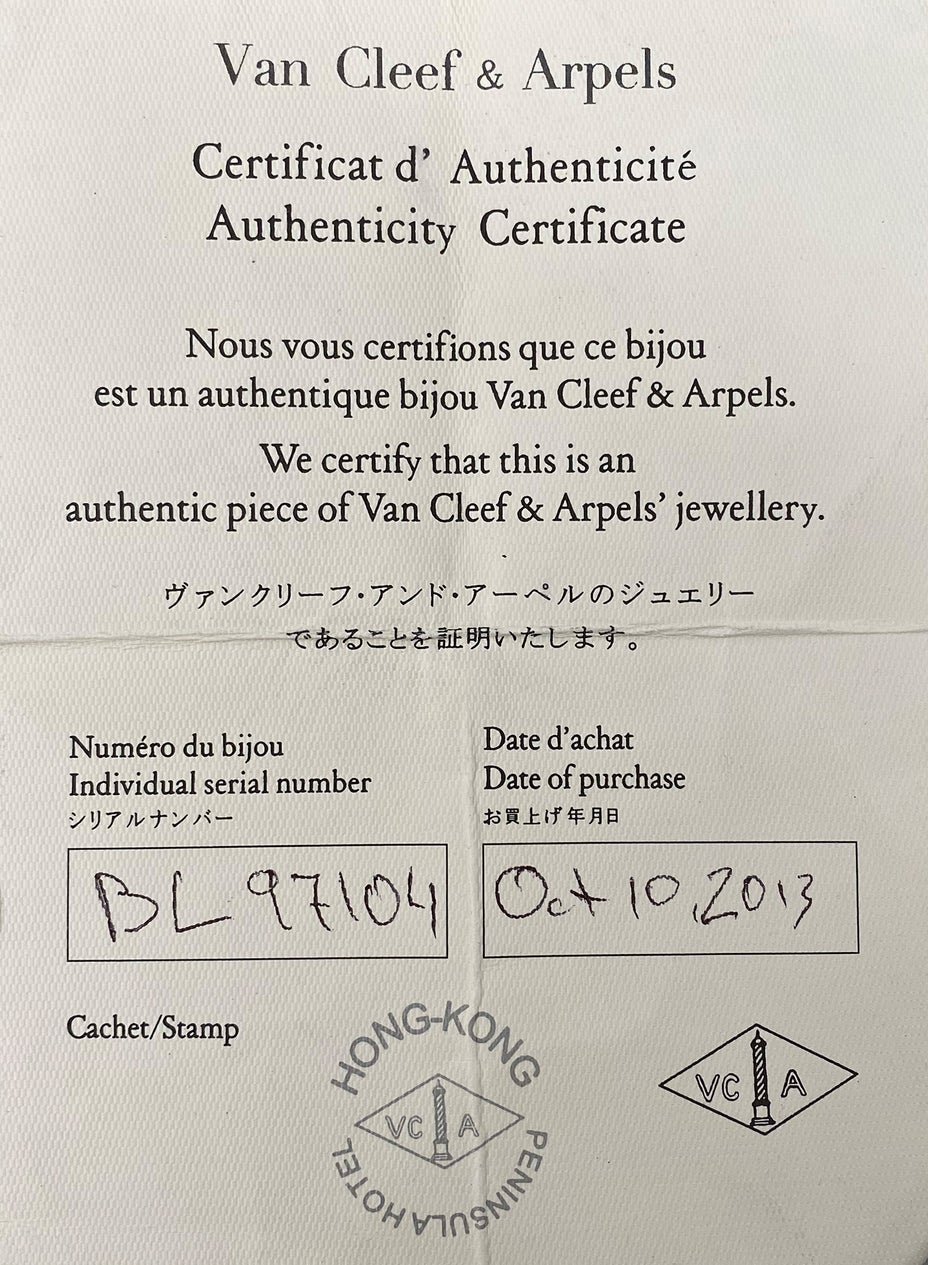 Van Cleef & Arpels
Certificat d' Authenticité
Authenticity Certificate
Nous vous certifions que ce bijou
est un authentique bijou Van Cleef & Arpels.
We certify that this is an
authentic piece of Van Cleef & Arpels' jewellery.
ヴァンクリーフ・アンド・アーペルのジュエリー
であることを証明いたします。
Numéro du bijou
Individual serial number
シリアルナンバー
BL 97104
Date d'achat
Date of purchase
お買上げ年月日
Oct 10, 2013
Cachet/Stamp
HONG-KONG
VC A
PENINSULA HOTEL
VC A